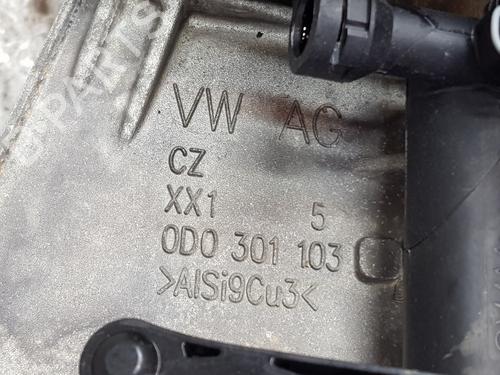 VW AG
CZ
XX1 5
0D0 301 103
>AlSi9Cu3<